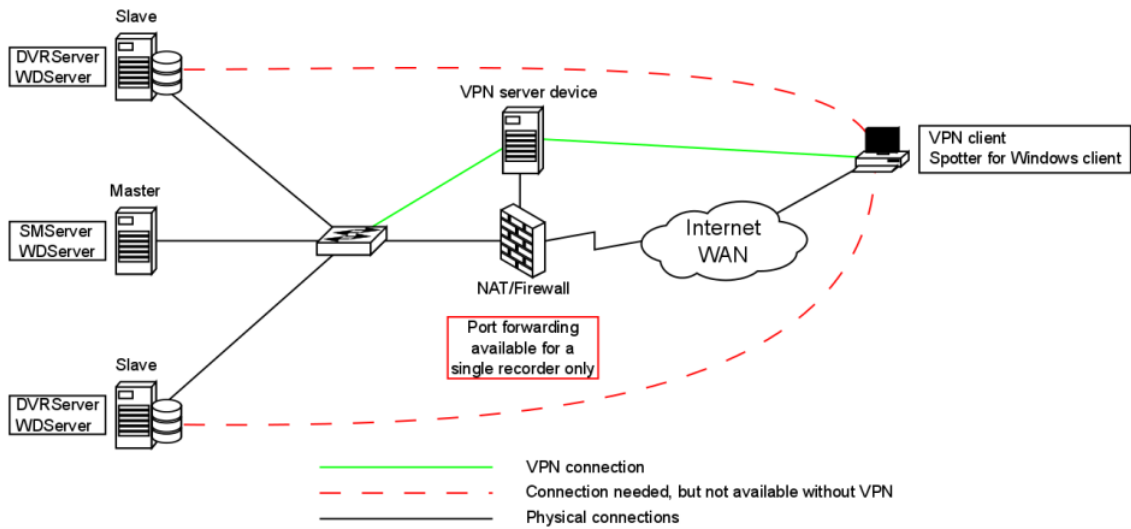 Slave
DVRServer
WDServer
VPN server device
VPN client
Spotter for Windows client
Master
SMServer
WDServer
Internet
WAN
NAT/Firewall
Port forwarding
available for a
single recorder only
Slave
DVRServer
WDServer
VPN connection
Connection needed, but not available without VPN
Physical connections